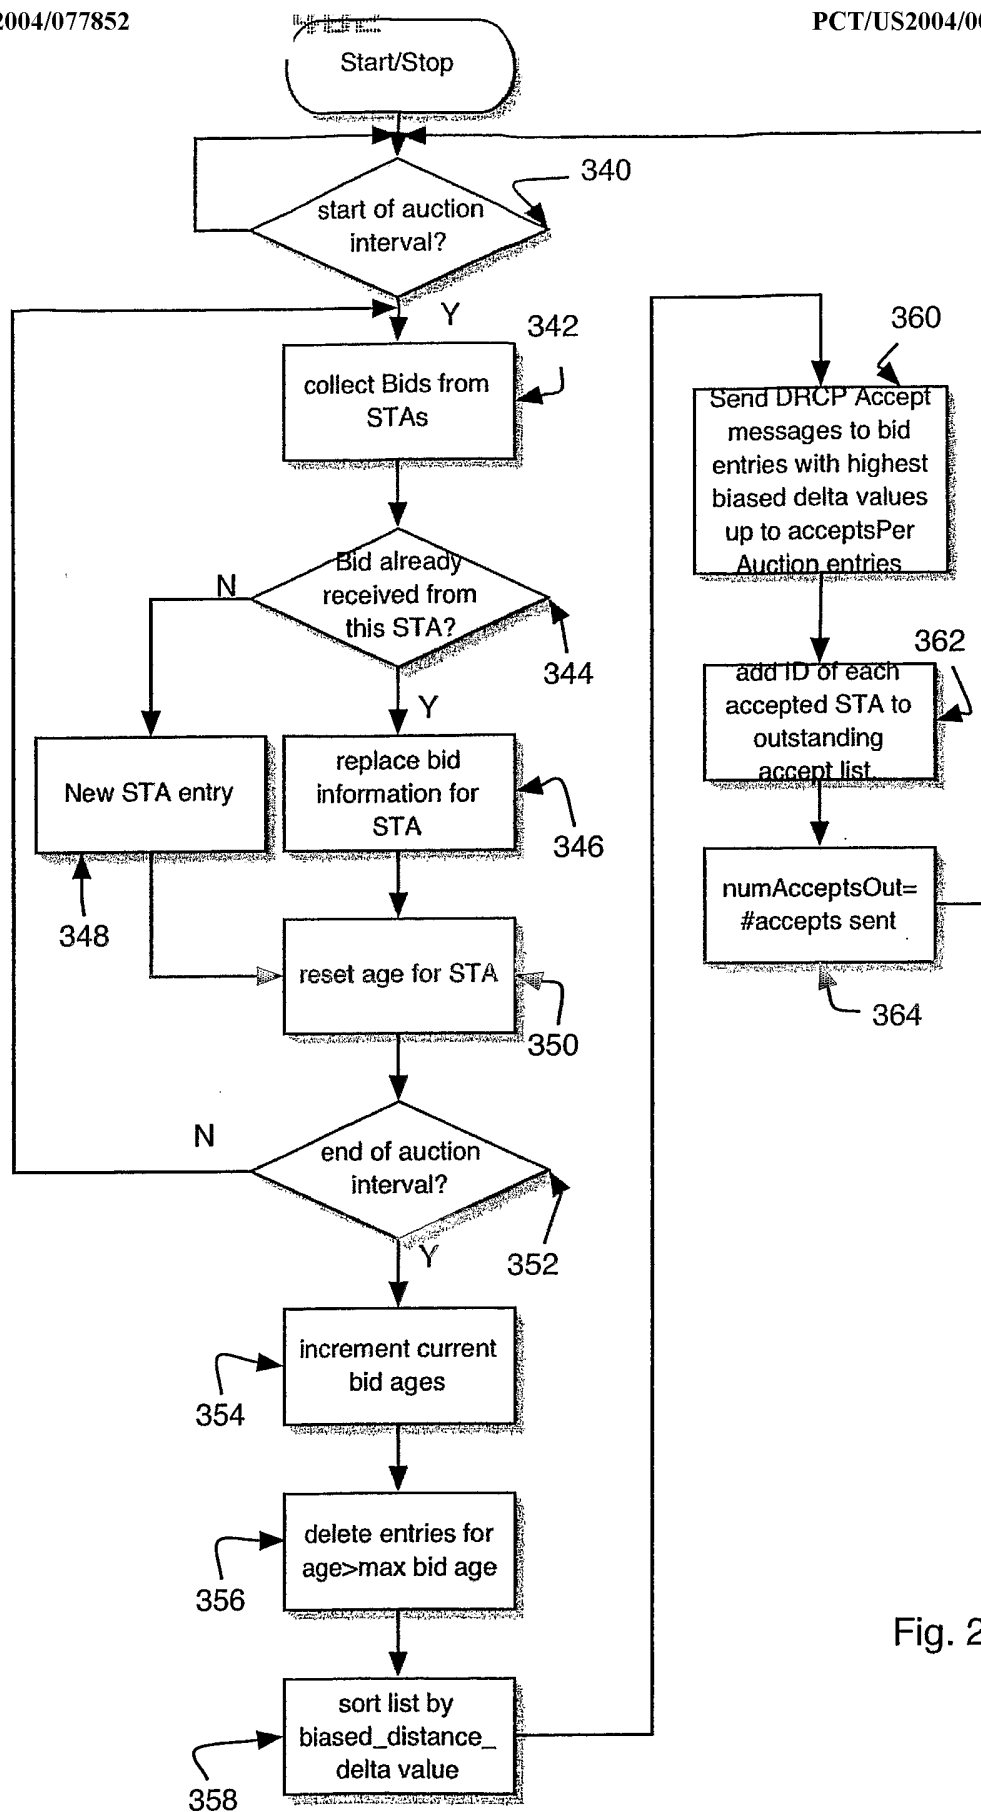 2004/077852
PCT/US2004/00
Start/Stop
340
start of auction
interval?
Y
342
collect Bids from
STAs
N
Bid already
received from
this STA?
344
Y
New STA entry
348
replace bid
information for
STA
346
reset age for STA
350
N
end of auction
interval?
352
Y
increment current
bid ages
354
delete entries for
age>max bid age
356
sort list by
biased_distance_
delta value
358
360
Send DRCP Accept
messages to bid
entries with highest
biased delta values
up to acceptsPer
Auction entries
362
add ID of each
accepted STA to
outstanding
accept list.
numAcceptsOut=
#accepts sent
364
Fig. 2